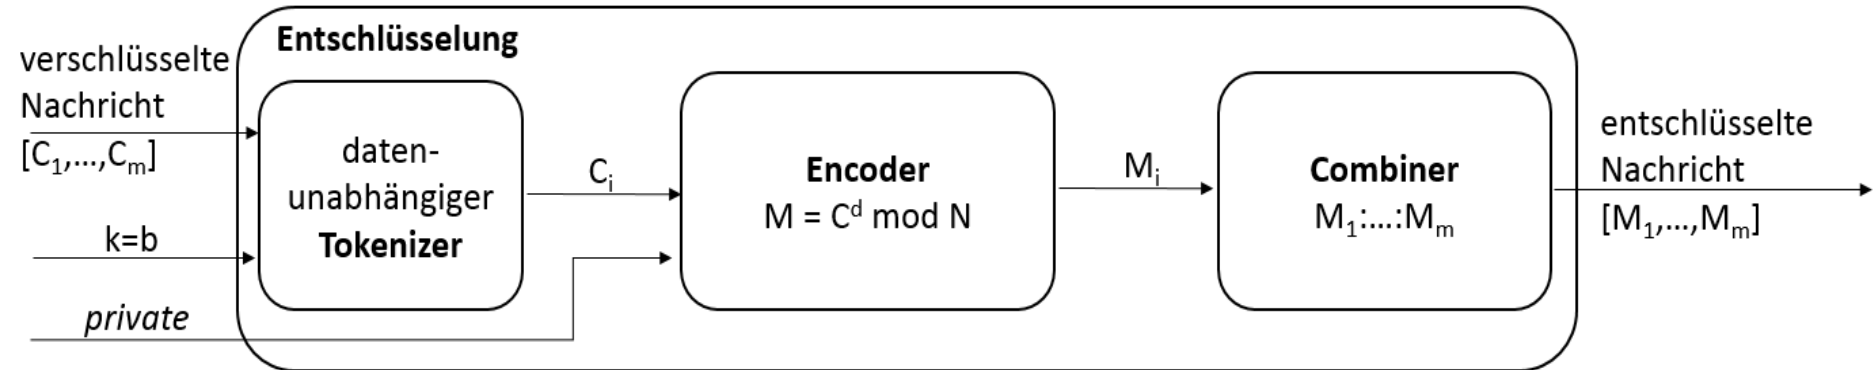 Entschlüsselung
verschlüsselte
Nachricht
[C₁,...,Cₘ]
k=b
private
daten-
unabhängiger
Tokenizer
Cᵢ
Encoder
M = Cᵈ mod N
Mᵢ
Combiner
M₁:...:Mₘ
entschlüsselte
Nachricht
[M₁,...,Mₘ]